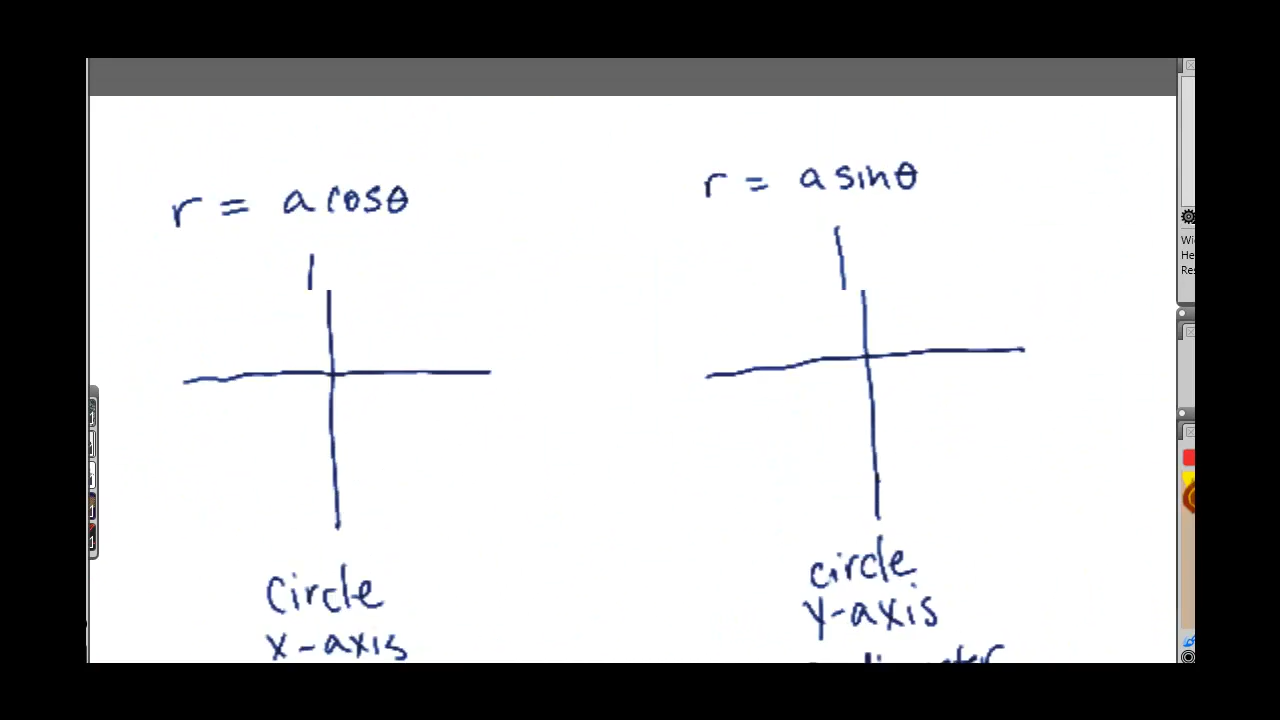 r = a cosθ
r = a sinθ
circle
x-axis
circle
y-axis